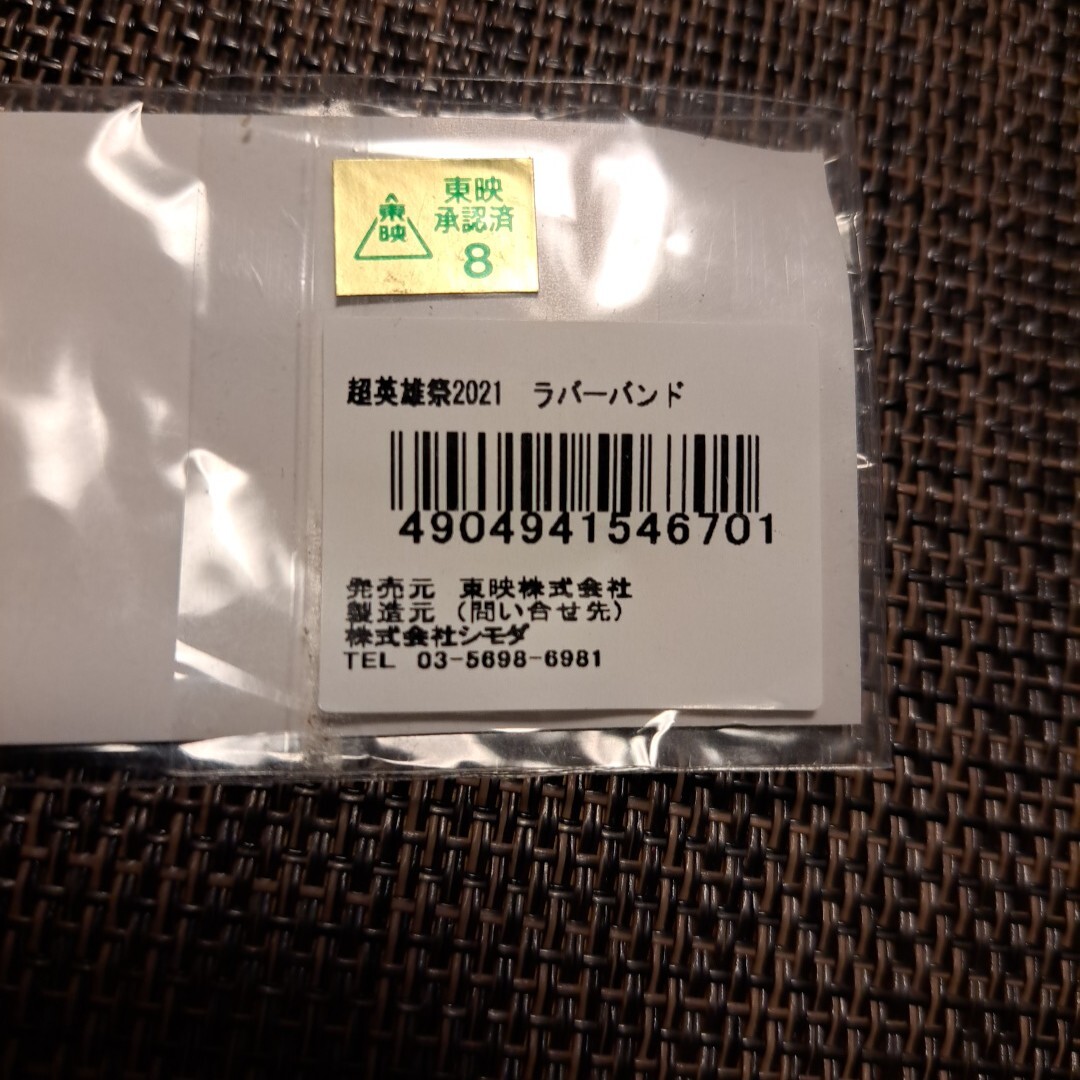 東映
東映
承認済
8
超英雄祭2021 ラバーバンド
4904941546701
発売元 東映株式会社
製造元（問い合せ先）
株式会社シモダ
TEL 03-5698-6981